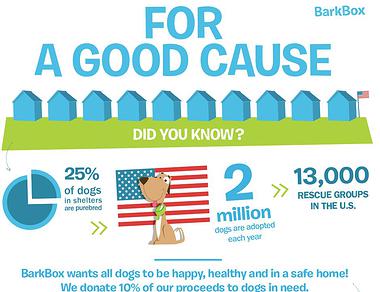 FOR
A GOOD CAUSE
BarkBox
DID YOU KNOW?
25%
of dogs
in shelters
are purebred
2
million
dogs are adopted
each year
13,000
RESCUE GROUPS
IN THE U.S.
BarkBox wants all dogs to be happy, healthy and in a safe home!
We donate 10% of our proceeds to dogs in need.